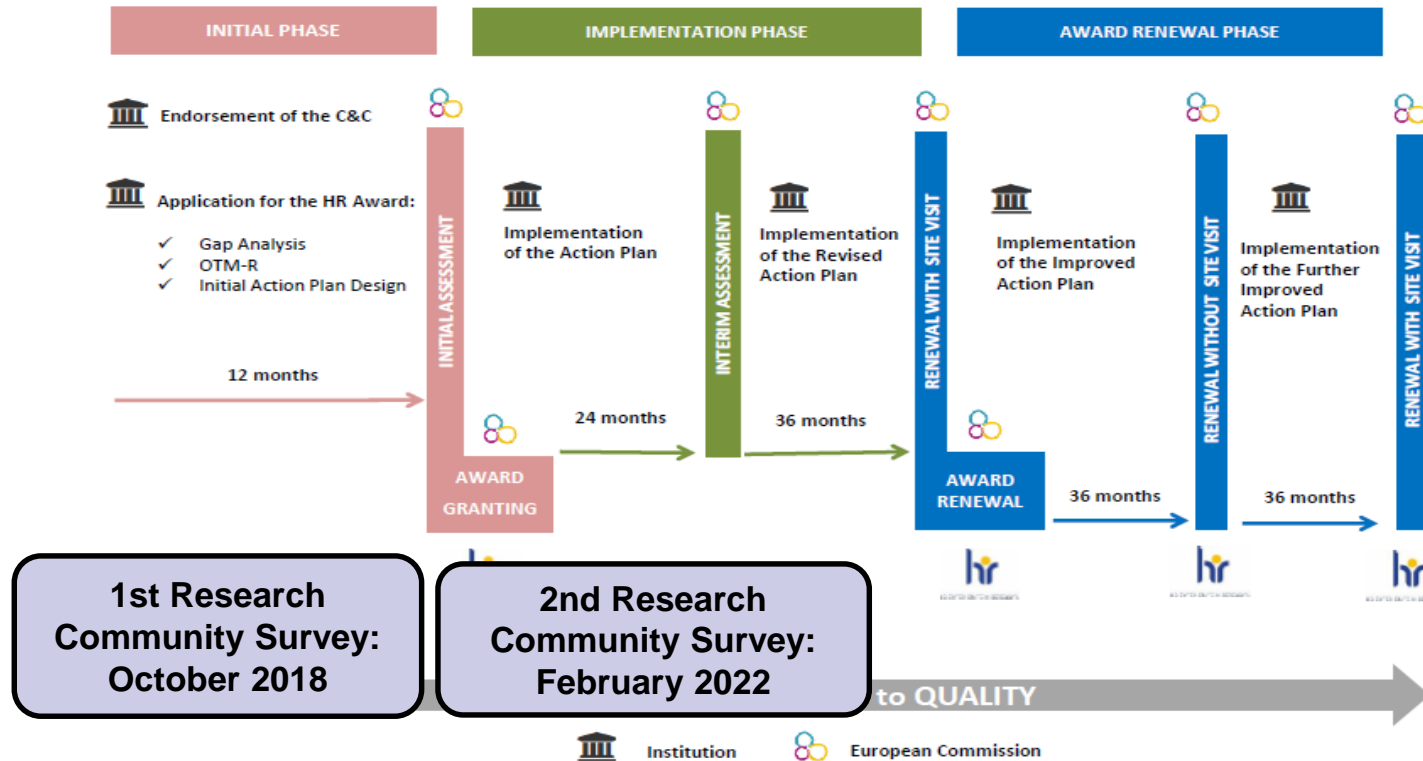 INITIAL PHASE
IMPLEMENTATION PHASE
AWARD RENEWAL PHASE
Endorsement of the C&C
Application for the HR Award:
✓ Gap Analysis
✓ OTM-R
✓ Initial Action Plan Design
12 months
INITIAL ASSESSMENT
AWARD
GRANTING
Implementation
of the Action Plan
24 months
INTERIM ASSESSMENT
Implementation
of the Revised
Action Plan
36 months
RENEWAL WITH SITE VISIT
AWARD
RENEWAL
Implementation
of the Improved
Action Plan
36 months
RENEWAL WITHOUT SITE VISIT
Implementation
of the Further
Improved
Action Plan
36 months
RENEWAL WITH SITE VISIT
hr
hr
hr
1st Research
Community Survey:
October 2018
2nd Research
Community Survey:
February 2022
to QUALITY
Institution
European Commission